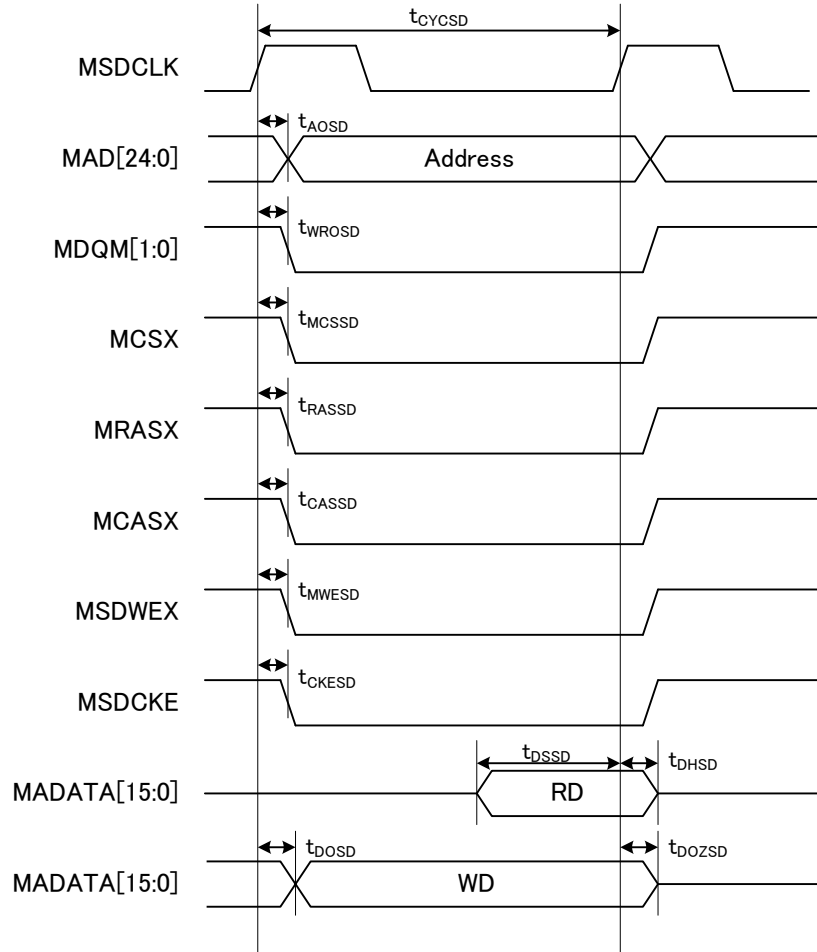 tCYCSD
MSDCLK
tAOSD
MAD[24:0] Address
tWROSD
MDQM[1:0]
tMCSSD
MCSX
tRASSD
MRASX
tCASSD
MCASX
tMWESD
MSDWEX
tCKESD
MSDCKE
tDSSD
tDHSD
MADATA[15:0] RD
tDOSD
tDOZSD
MADATA[15:0] WD